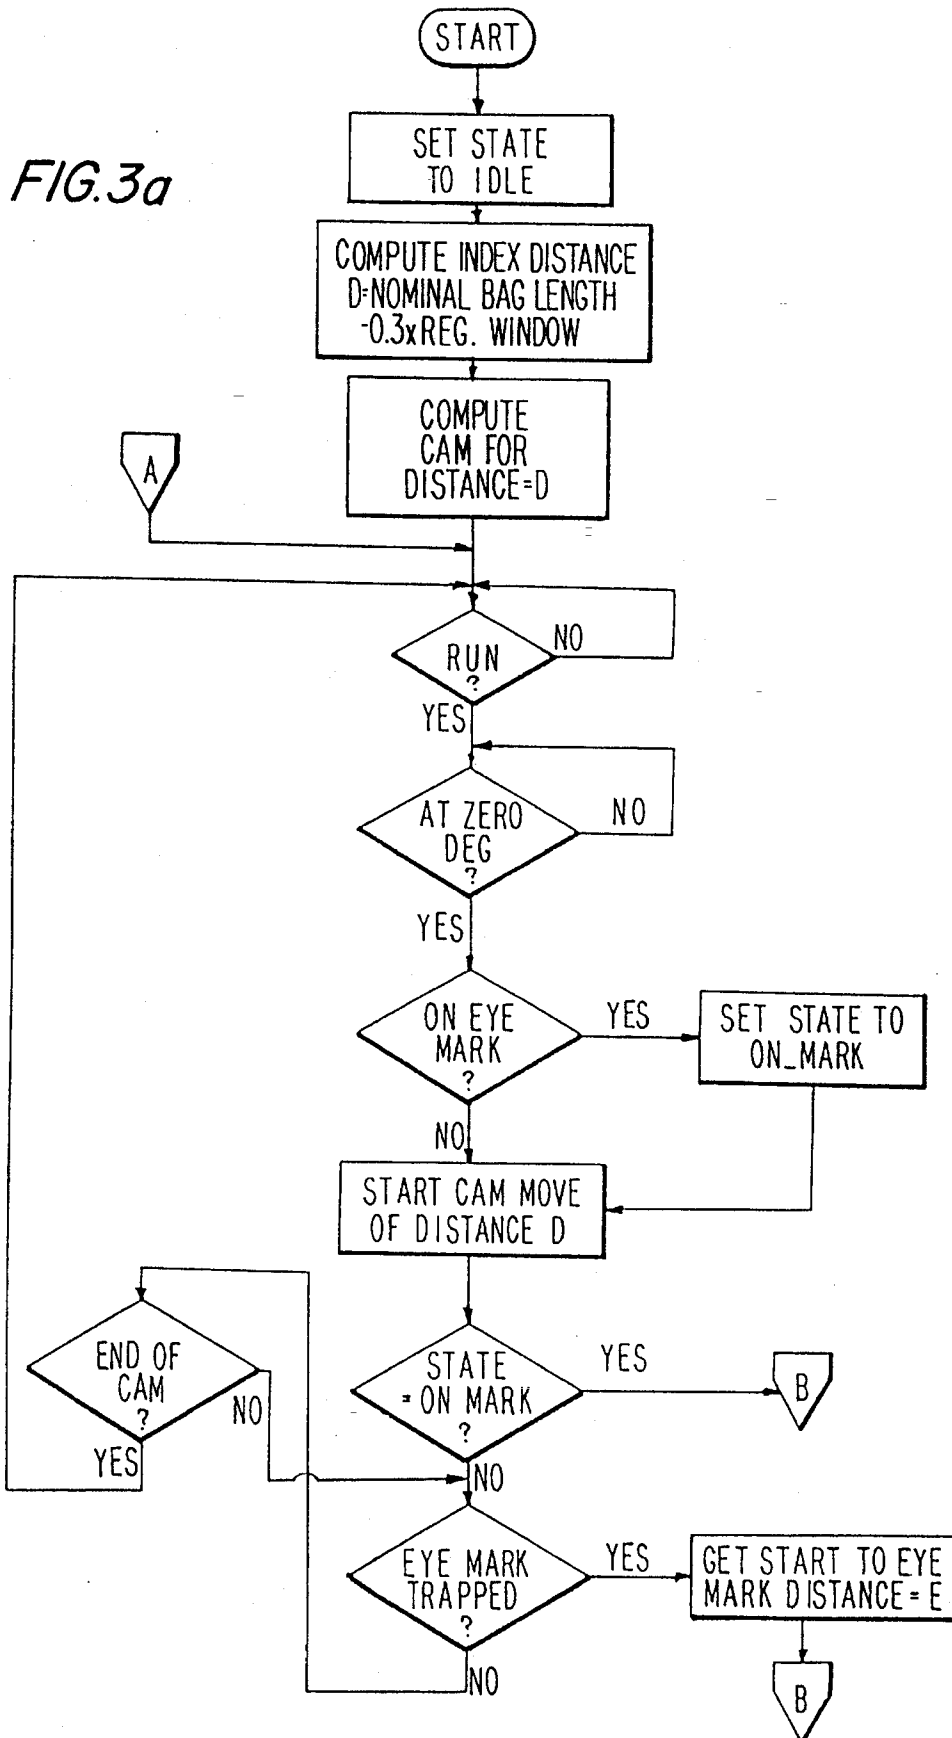 START
FIG.3a
SET STATE
TO IDLE
COMPUTE INDEX DISTANCE
D=NOMINAL BAG LENGTH
-0.3xREG. WINDOW
COMPUTE
CAM FOR
DISTANCE=D
A
RUN
?
NO
YES
AT ZERO
DEG
?
NO
YES
ON EYE
MARK
?
YES
SET STATE TO
ON_MARK
NO
START CAM MOVE
OF DISTANCE D
END OF
CAM
?
NO
YES
STATE
= ON MARK
?
YES
B
NO
EYE MARK
TRAPPED
?
YES
GET START TO EYE
MARK DISTANCE = E
NO
B